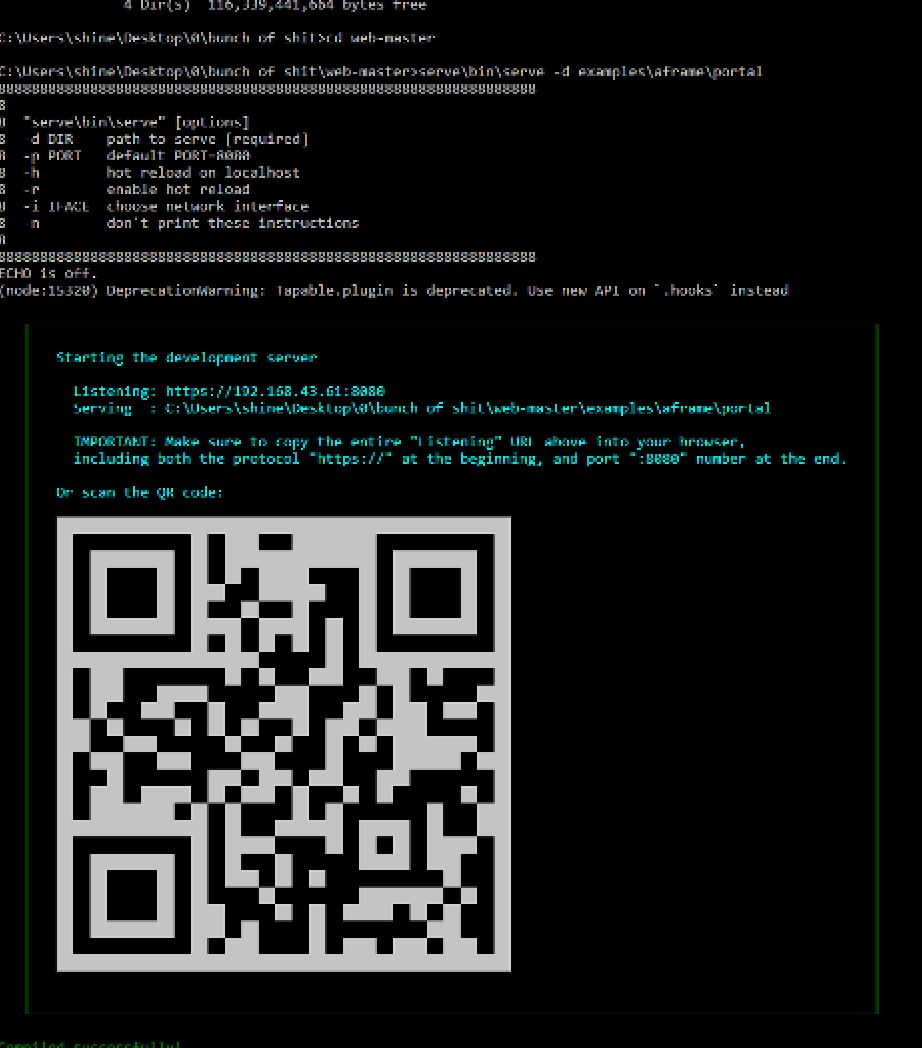 4 Dir(s)  116,339,441,664 bytes free
C:\Users\shine\Desktop\0\bunch of shit>cd web-master
C:\Users\shine\Desktop\0\bunch of shit\web-master>serve\bin\serve -d examples\aframe\portal
8888888888888888888888888888888888888888888888888888888888888888
8
8  "serve\bin\serve" [options]
8  -d DIR    path to serve [required]
8  -p PORT   default PORT=8080
8  -h        hot reload on localhost
8  -r        enable hot reload
8  -i IFACE  choose network interface
8  -n        don't print these instructions
8
8888888888888888888888888888888888888888888888888888888888888888
ECHO is off.
(node:15320) DeprecationWarning: Tapable.plugin is deprecated. Use new API on `.hooks` instead
Starting the development server
Listening: https://192.168.43.61:8080
Serving  : C:\Users\shine\Desktop\0\bunch of shit\web-master\examples\aframe\portal
IMPORTANT: Make sure to copy the entire "Listening" URL above into your browser,
including both the protocol "https://" at the beginning, and port ":8080" number at the end.
Or scan the QR code:
Compiled successfully!